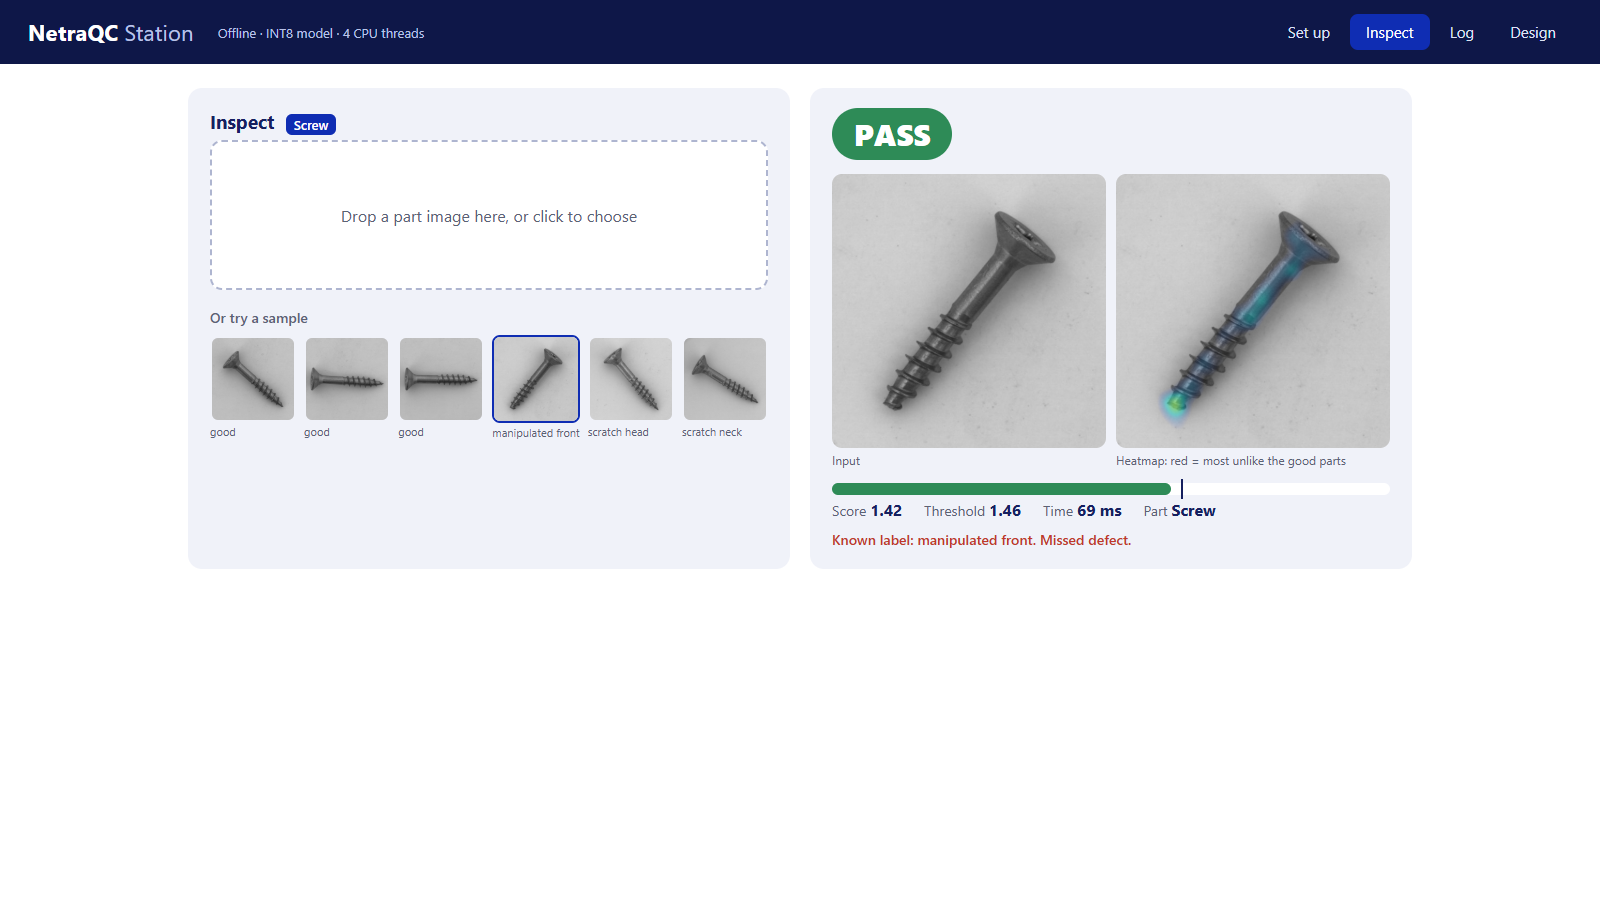 NetraQC Station
Offline · INT8 model · 4 CPU threads
Set up
Inspect
Log
Design
Inspect
Screw
Drop a part image here, or click to choose
Or try a sample
good
good
good
manipulated front
scratch head
scratch neck
PASS
Input
Heatmap: red = most unlike the good parts
Score 1.42
Threshold 1.46
Time 69 ms
Part Screw
Known label: manipulated front. Missed defect.